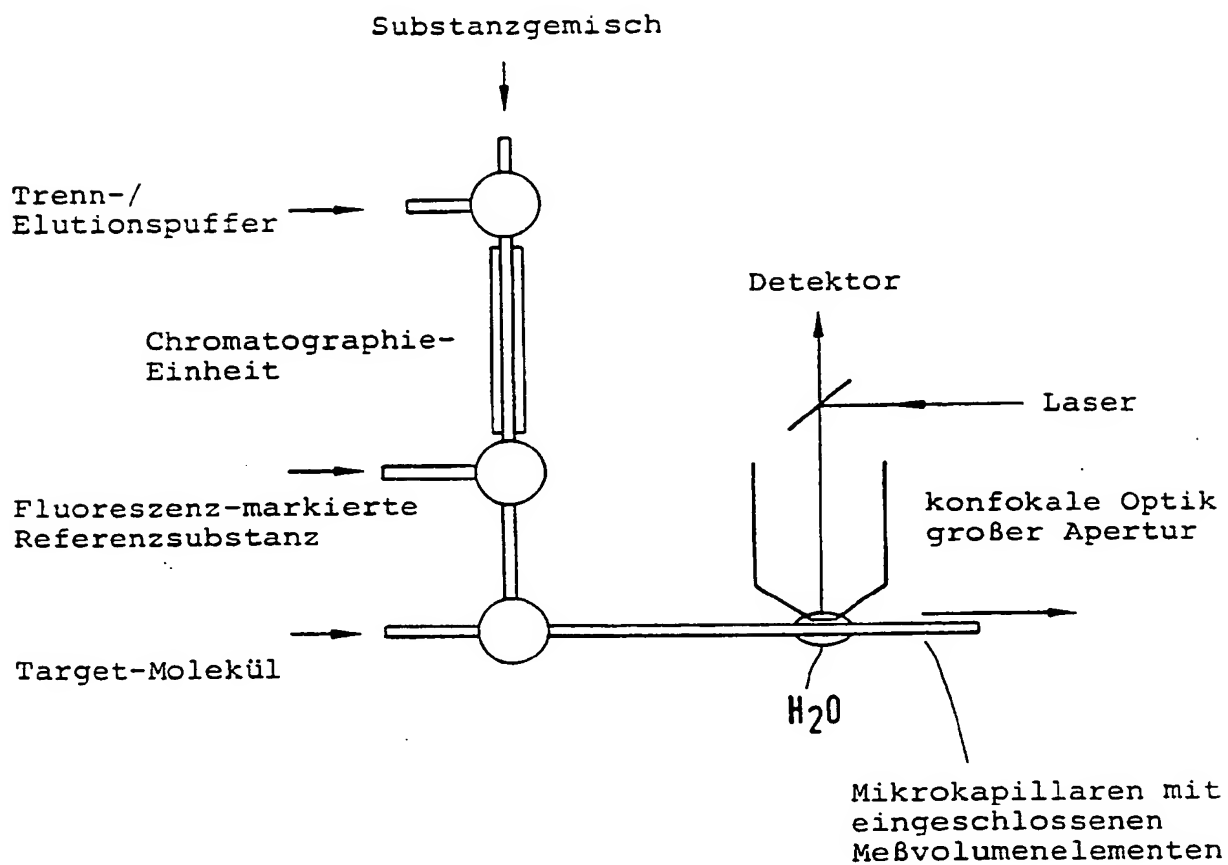 Substanzgemisch
Trenn-/
Elutionspuffer
Detektor
Chromatographie-
Einheit
Laser
Fluoreszenz-markierte
Referenzsubstanz
konfokale Optik
großer Apertur
Target-Molekül
H2O
Mikrokapillaren mit
eingeschlossenen
Meßvolumenelementen